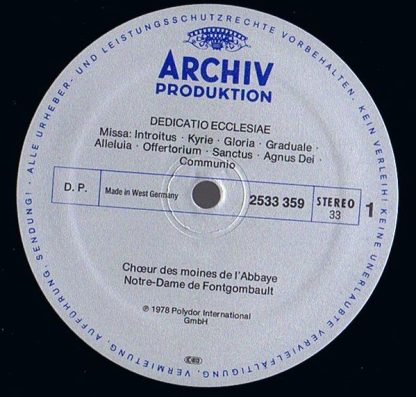 ALLE URHEBER- UND LEISTUNGSSCHUTZRECHTE VORBEHALTEN. KEIN VERLEIH! KEINE UNERLAUBTE VERVIELFÄLTIGUNG, VERMIETUNG, AUFFÜHRUNG, SENDUNG!
ARCHIV
PRODUKTION
DEDICATIO ECCLESIAE
Missa: Introitus · Kyrie · Gloria · Graduale ·
Alleluia · Offertorium · Sanctus · Agnus Dei ·
Communio
D. P.
Made in West Germany
2533 359
STEREO
33
1
Chœur des moines de l'Abbaye
Notre-Dame de Fontgombault
℗ 1978 Polydor International
GmbH